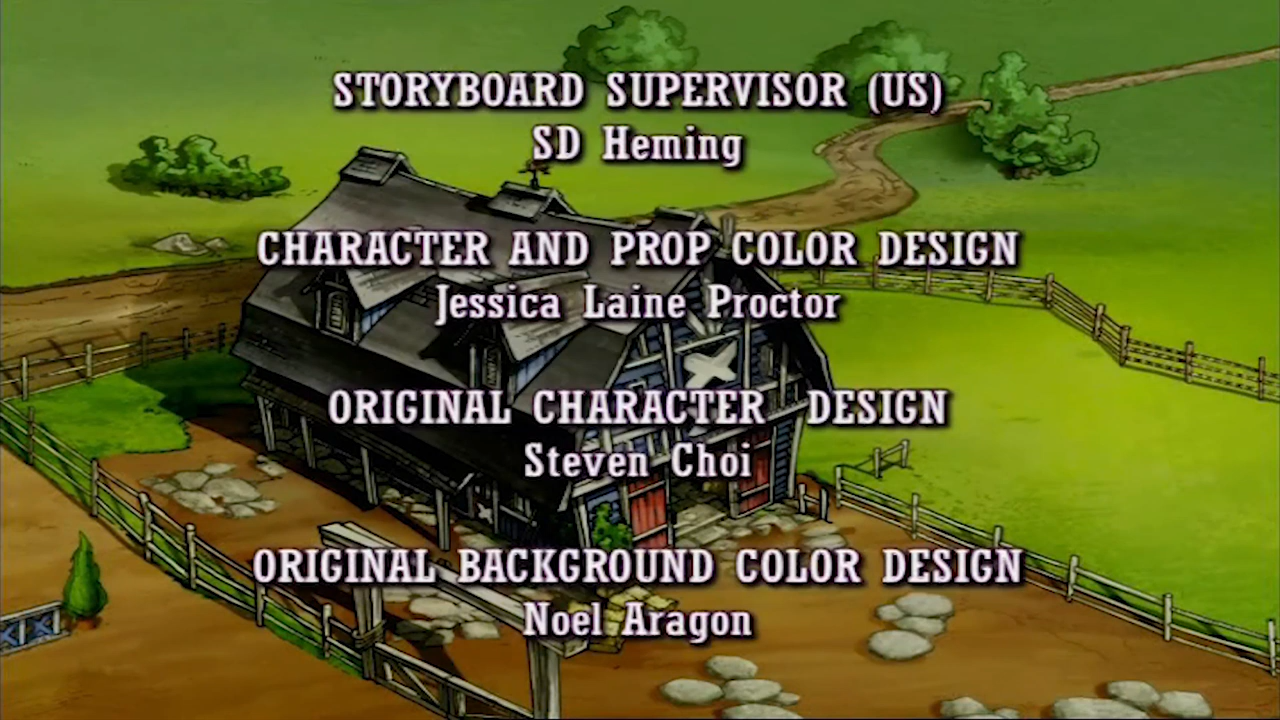 STORYBOARD SUPERVISOR (US)
SD Heming
CHARACTER AND PROP COLOR DESIGN
Jessica Laine Proctor
ORIGINAL CHARACTER DESIGN
Steven Choi
ORIGINAL BACKGROUND COLOR DESIGN
Noel Aragon